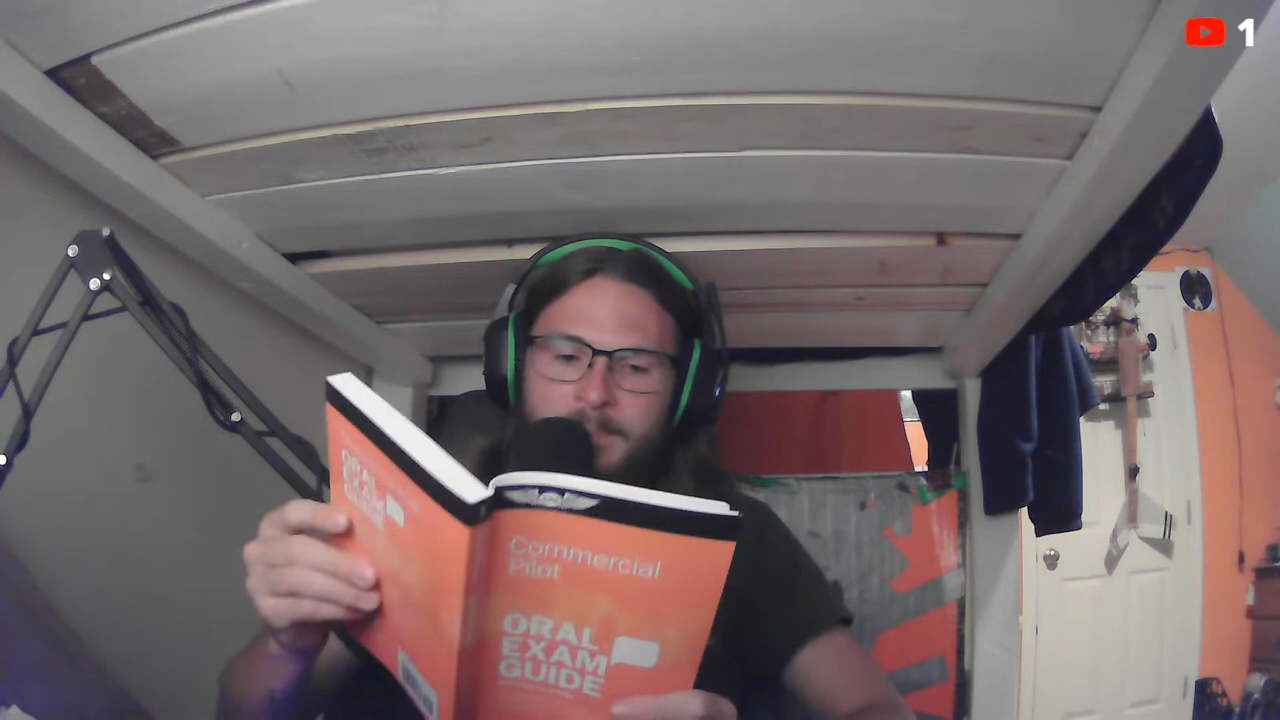 1
ORAL
EXAM
GUIDE
Commercial
Pilot
ORAL
EXAM
GUIDE